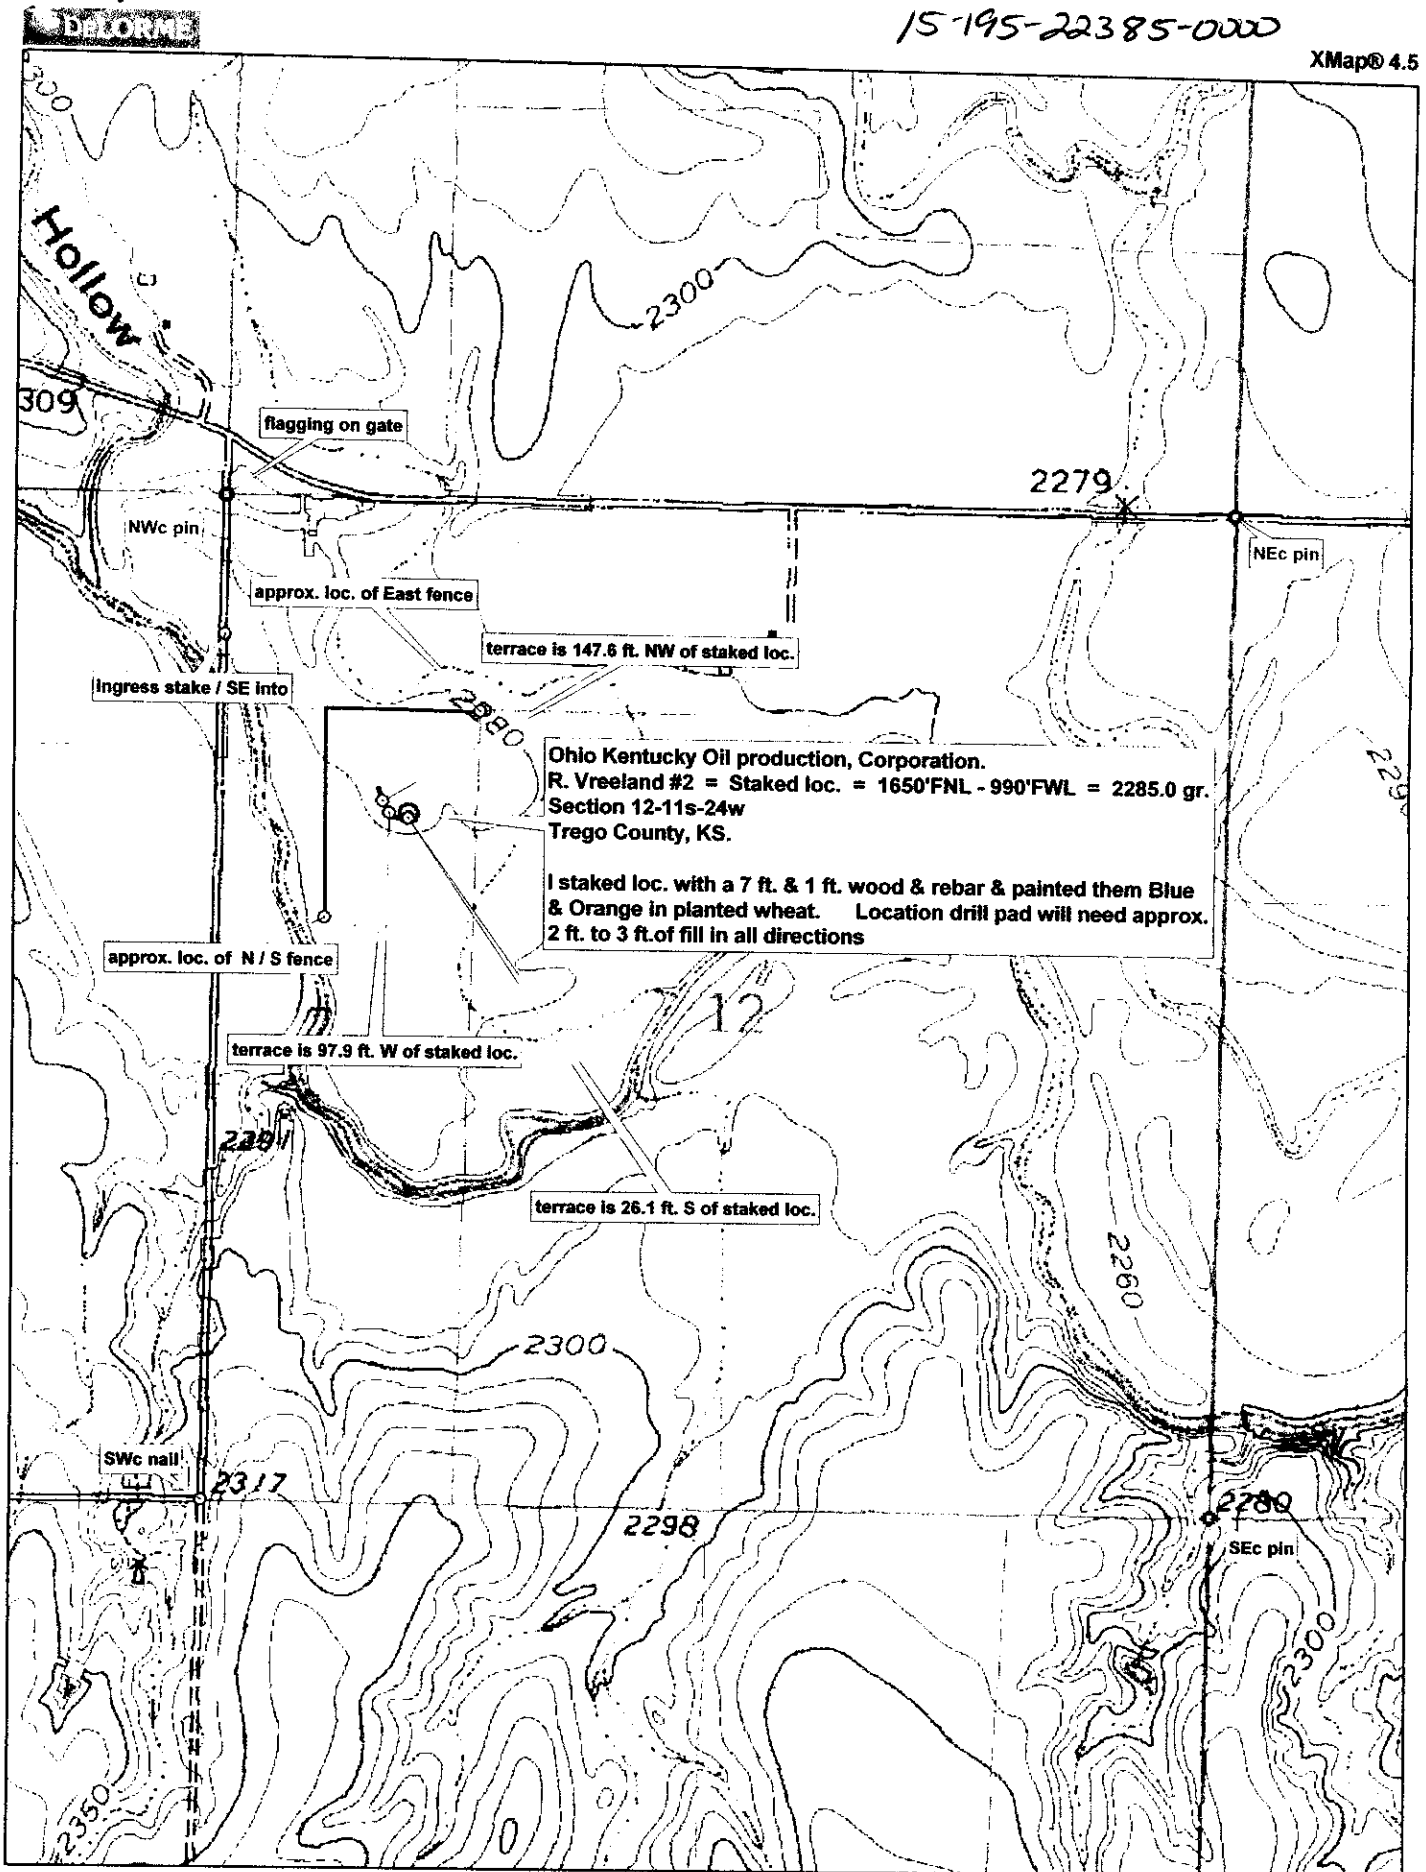 DELORME
15-195-22385-0000
XMap® 4.5
Hollow
2300
309
flagging on gate
2279
NWc pin
NEc pin
approx. loc. of East fence
terrace is 147.6 ft. NW of staked loc.
Ingress stake / SE into
2280
Ohio Kentucky Oil production, Corporation.
R. Vreeland #2 = Staked loc. = 1650'FNL - 990'FWL = 2285.0 gr.
Section 12-11s-24w
Trego County, KS.
I staked loc. with a 7 ft. & 1 ft. wood & rebar & painted them Blue
& Orange in planted wheat. Location drill pad will need approx.
2 ft. to 3 ft.of fill in all directions
approx. loc. of N / S fence
12
terrace is 97.9 ft. W of staked loc.
terrace is 26.1 ft. S of staked loc.
2260
2300
SWc nail
2317
2298
2280
SEc pin
2300
2350